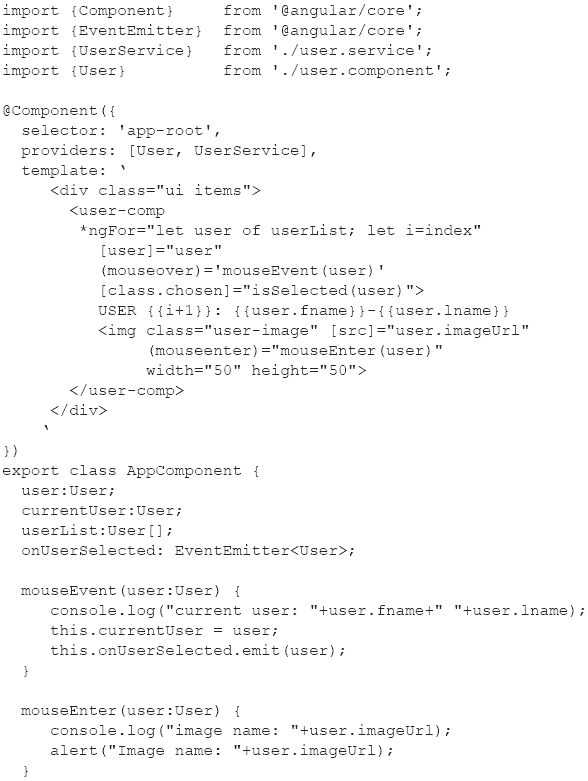 import {Component}     from '@angular/core';
import {EventEmitter}  from '@angular/core';
import {UserService}   from './user.service';
import {User}          from './user.component';

@Component({
  selector: 'app-root',
  providers: [User, UserService],
  template: ‵
     <div class="ui items">
       <user-comp
        *ngFor="let user of userList; let i=index"
          [user]="user"
          (mouseover)='mouseEvent(user)'
          [class.chosen]="isSelected(user)">
          USER {{i+1}}: {{user.fname}}-{{user.lname}}
          <img class="user-image" [src]="user.imageUrl"
               (mouseenter)="mouseEnter(user)"
               width="50" height="50">
       </user-comp>
     </div>
    ‵
})
export class AppComponent {
  user:User;
  currentUser:User;
  userList:User[];
  onUserSelected: EventEmitter<User>;

  mouseEvent(user:User) {
     console.log("current user: "+user.fname+" "+user.lname);
     this.currentUser = user;
     this.onUserSelected.emit(user);
  }

  mouseEnter(user:User) {
     console.log("image name: "+user.imageUrl);
     alert("Image name: "+user.imageUrl);
  }